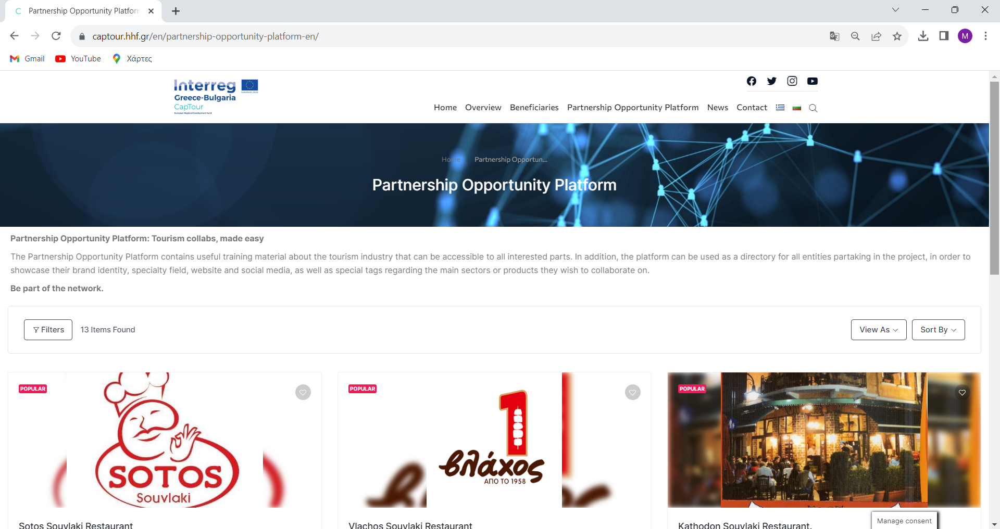 Partnership Opportunity Platform
captour.hhf.gr/en/partnership-opportunity-platform-en/
M
Gmail YouTube Χάρτες
Interreg
EUROPEAN UNION
Greece-Bulgaria
CapTour
European Regional Development Fund
Home Overview Beneficiaries Partnership Opportunity Platform News Contact
Home Partnership Opportun...
Partnership Opportunity Platform
Partnership Opportunity Platform: Tourism collabs, made easy
The Partnership Opportunity Platform contains useful training material about the tourism industry that can be accessible to all interested parts. In addition, the platform can be used as a directory for all entities partaking in the project, in order to
showcase their brand identity, specialty field, website and social media, as well as special tags regarding the main sectors or products they wish to collaborate on.
Be part of the network.
Filters 13 Items Found View As Sort By
POPULAR
SOTOS
Souvlaki
Sotos Souvlaki Restaurant
POPULAR
1
βλάχος
ΑΠΟ ΤΟ 1958
Vlachos Souvlaki Restaurant
POPULAR
Kathodon Souvlaki Restaurant.
Manage consent